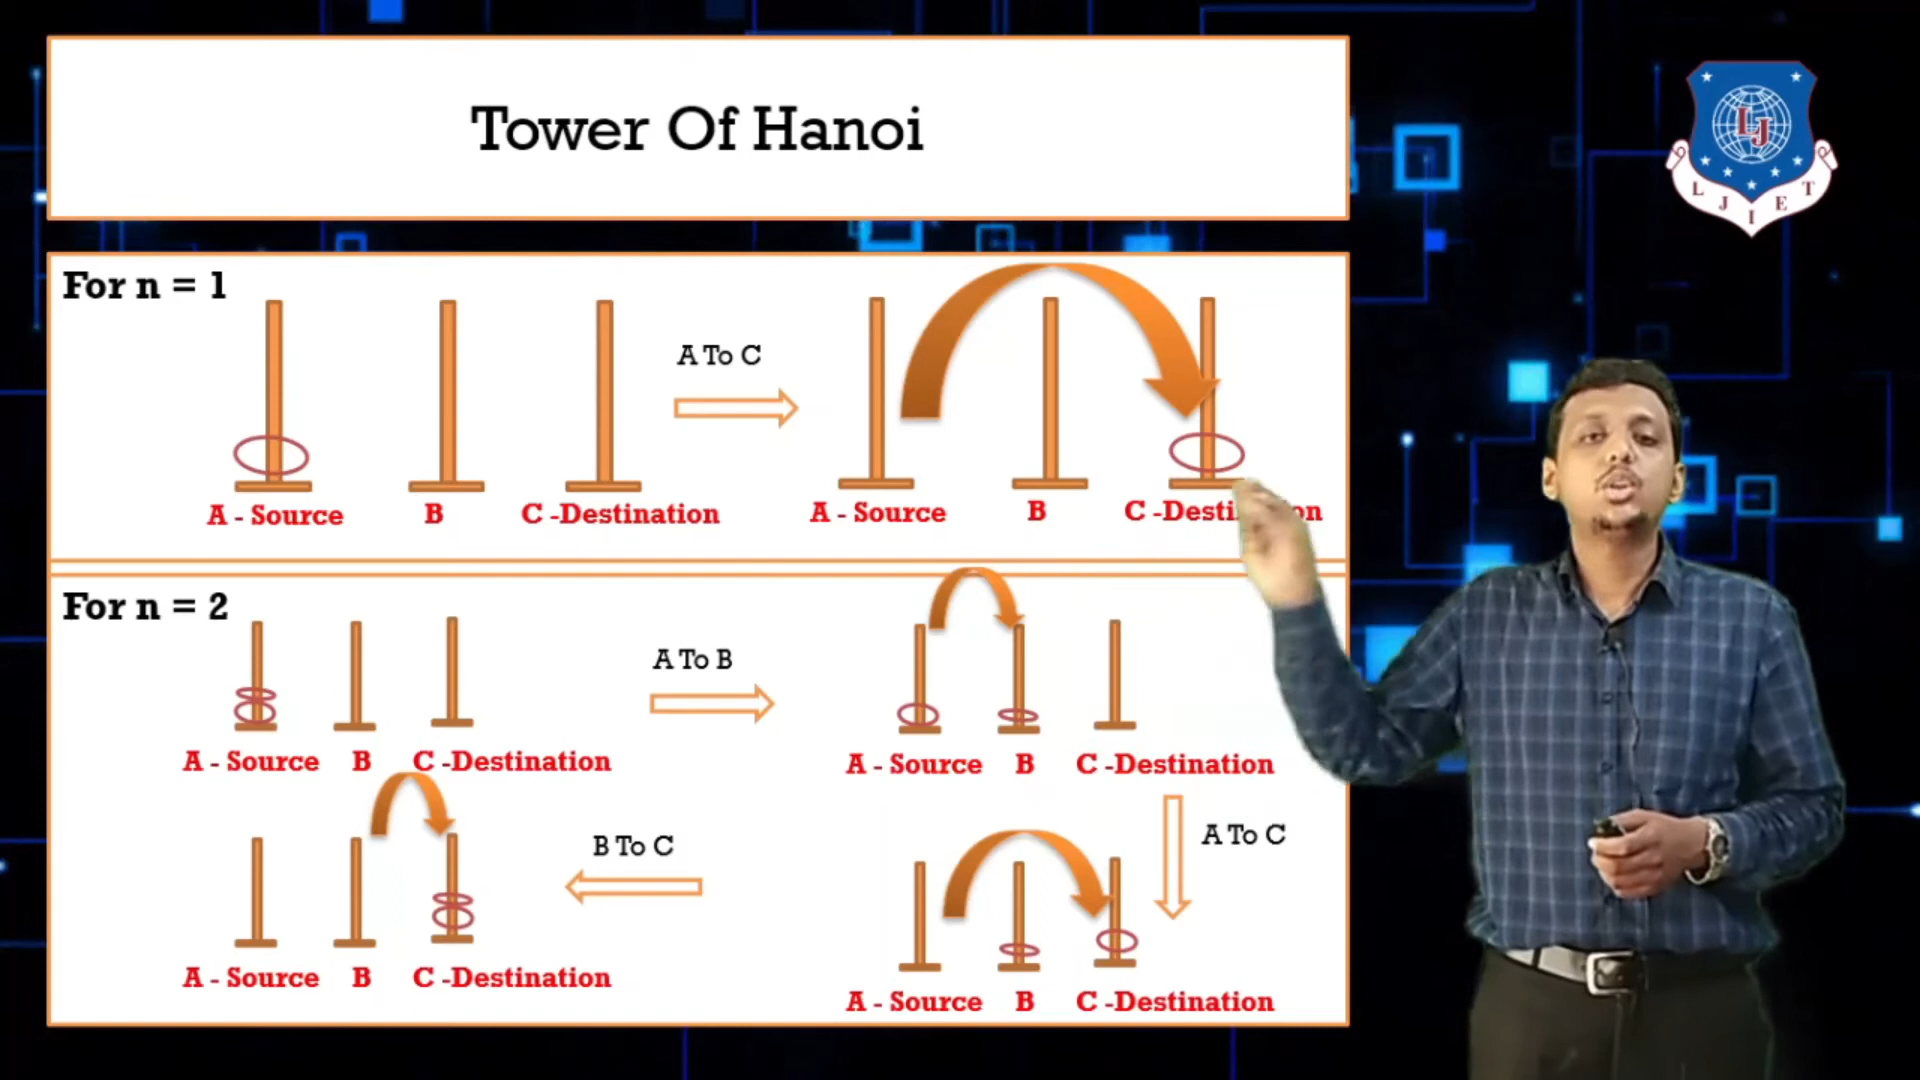 Tower Of Hanoi
LJ
L J I E T
For n = 1
A To C
A - Source B C -Destination
A - Source B
For n = 2
A To B
A - Source B C -Destination
A - Source B C -Destination
A To C
B To C
A - Source B C -Destination
A - Source B C -Destination